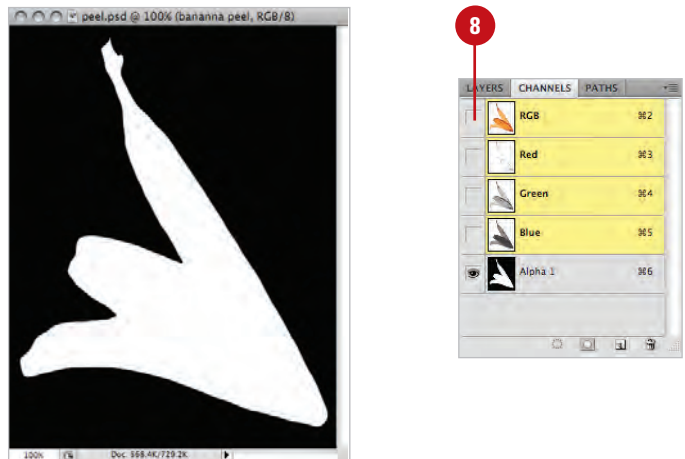 peel.psd @ 100% (bananna peel, RGB/8)
100%
Doc: 668.4K/729.2K
8
LAYERS CHANNELS PATHS
RGB ⌘2
Red ⌘3
Green ⌘4
Blue ⌘5
Alpha 1 ⌘6